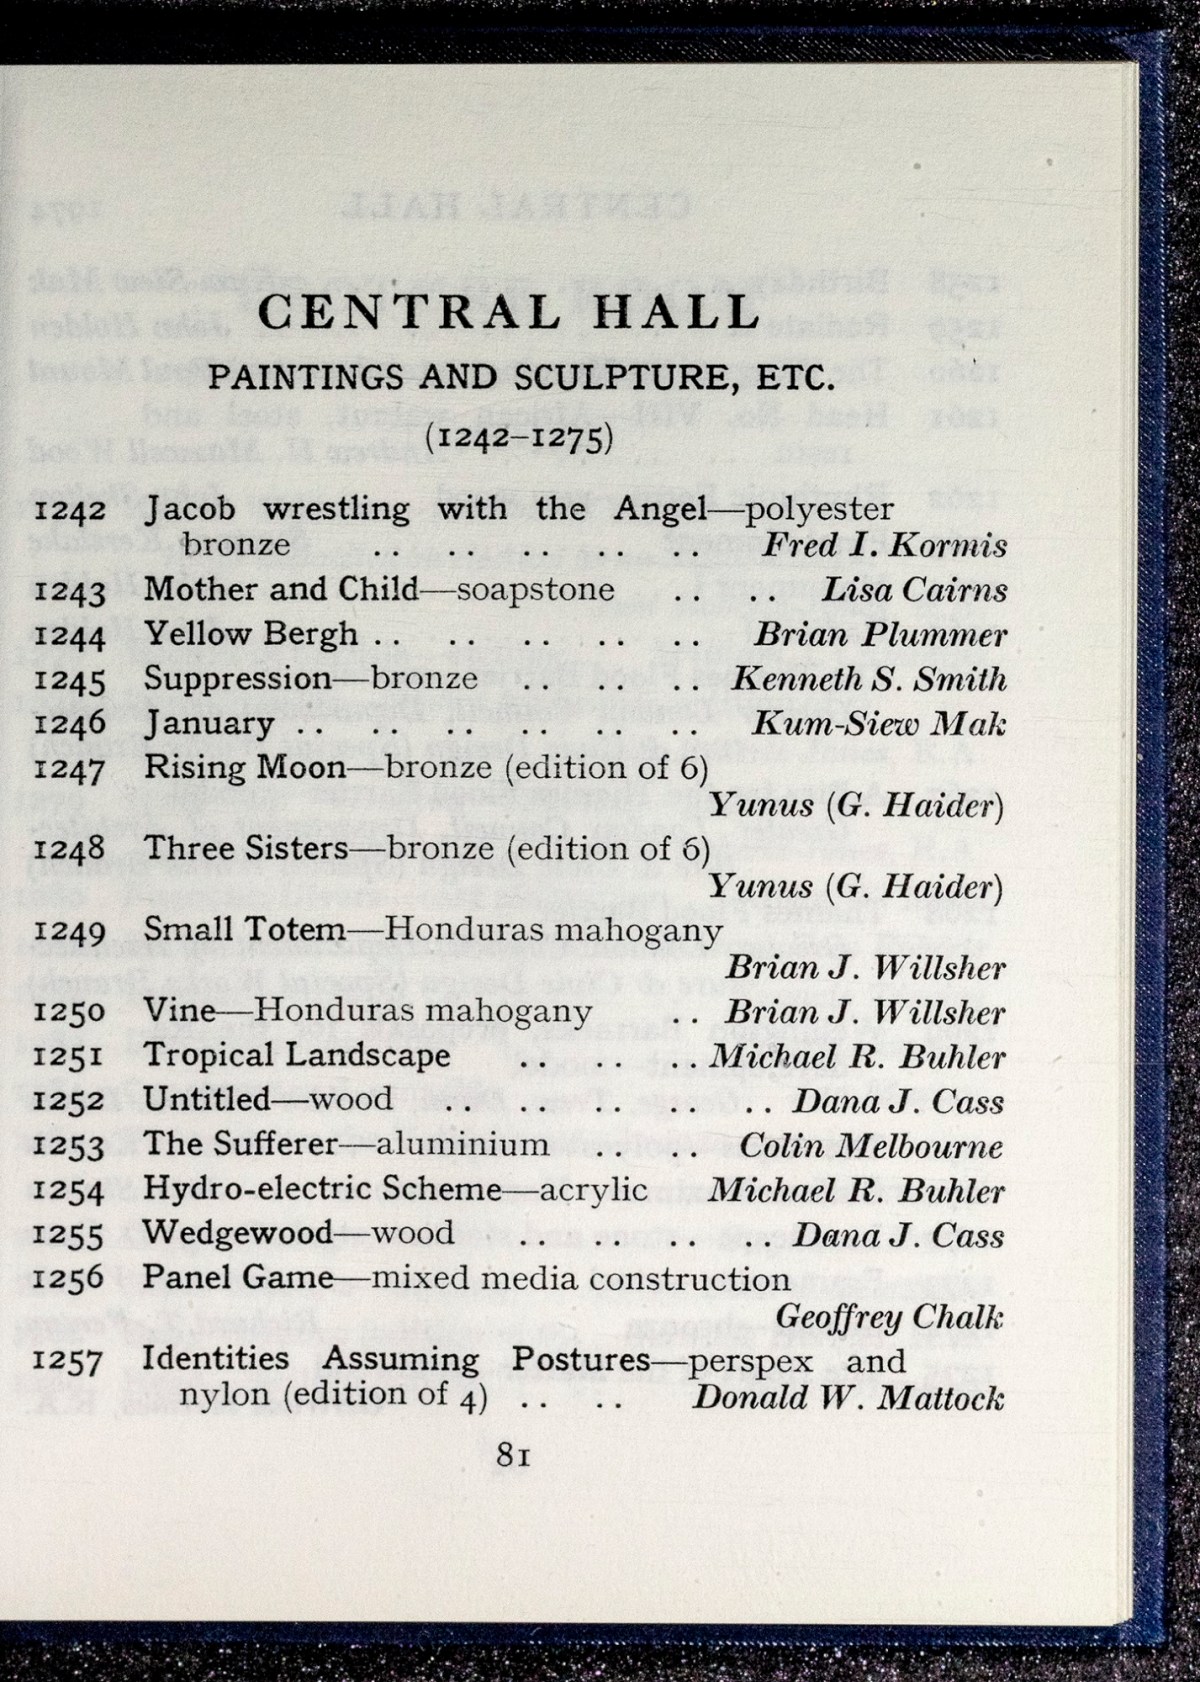 CENTRAL HALL
PAINTINGS AND SCULPTURE, ETC.
(1242–1275)
1242 Jacob wrestling with the Angel—polyester
bronze .. .. .. .. .. Fred I. Kormis
1243 Mother and Child—soapstone .. .. Lisa Cairns
1244 Yellow Bergh .. .. .. .. .. Brian Plummer
1245 Suppression—bronze .. .. .. Kenneth S. Smith
1246 January .. .. .. .. .. .. Kum-Siew Mak
1247 Rising Moon—bronze (edition of 6)
Yunus (G. Haider)
1248 Three Sisters—bronze (edition of 6)
Yunus (G. Haider)
1249 Small Totem—Honduras mahogany
Brian J. Willsher
1250 Vine—Honduras mahogany .. Brian J. Willsher
1251 Tropical Landscape .. .. .. Michael R. Buhler
1252 Untitled—wood .. .. .. .. .. Dana J. Cass
1253 The Sufferer—aluminium .. .. Colin Melbourne
1254 Hydro-electric Scheme—acrylic Michael R. Buhler
1255 Wedgewood—wood .. .. .. .. Dana J. Cass
1256 Panel Game—mixed media construction
Geoffrey Chalk
1257 Identities Assuming Postures—perspex and
nylon (edition of 4) .. .. Donald W. Mattock
81